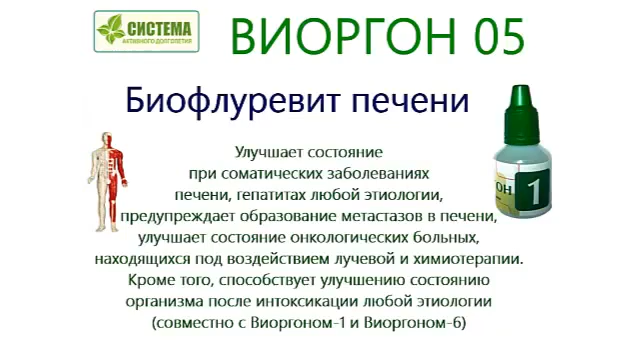 СИСТЕМА
АКТИВНОГО ДОЛГОЛЕТИЯ
ВИОРГОН 05
Биофлуревит печени
Улучшает состояние
при соматических заболеваниях
печени, гепатитах любой этиологии,
предупреждает образование метастазов в печени,
улучшает состояние онкологических больных,
находящихся под воздействием лучевой и химиотерапии.
Кроме того, способствует улучшению состоянию
организма после интоксикации любой этиологии
(совместно с Виоргоном-1 и Виоргоном-6)
ОН 1